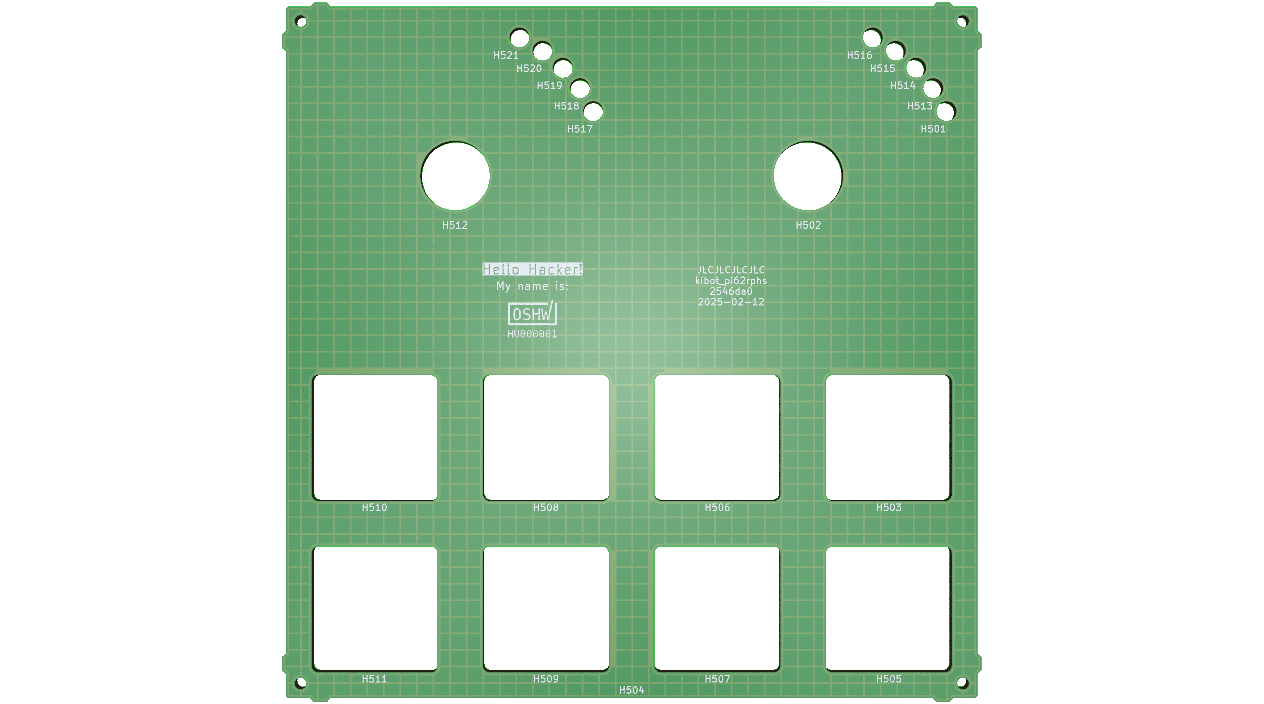 H521
H520
H519
H518
H517
H516
H515
H514
H513
H501
H512
H502
Hello Hacker!
My name is:
OSHW
HU000001
JLCJLCJLCJLC
kibot_pi62rphs
2546da0
2025-02-12
H510
H508
H506
H503
H511
H509
H507
H505
H504